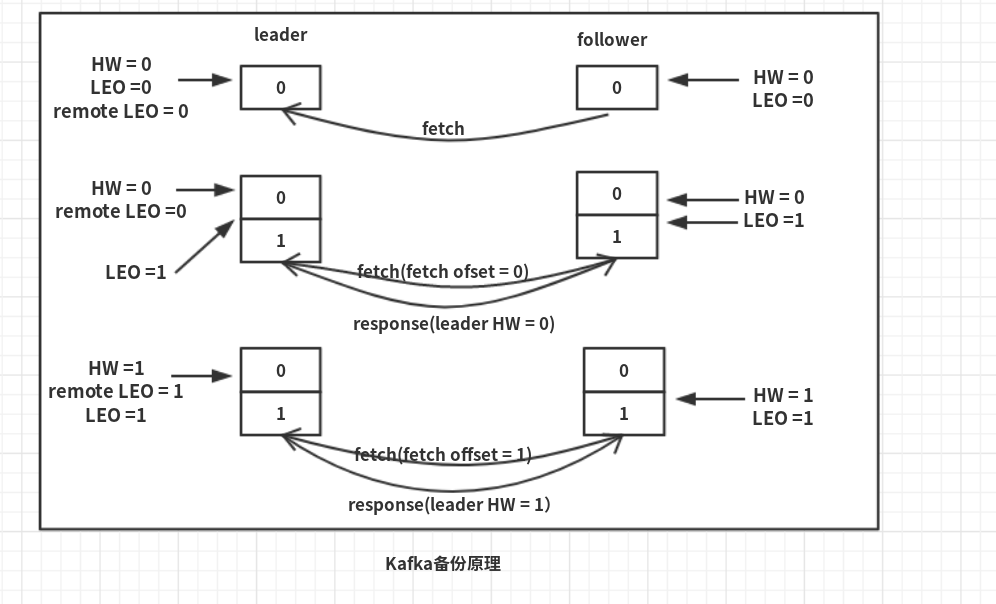 leader
follower
HW = 0
LEO =0
remote LEO = 0
0
0
HW = 0
LEO =0
fetch
HW = 0
remote LEO =0
LEO =1
0
1
0
1
HW = 0
LEO =1
fetch(fetch ofset = 0)
response(leader HW = 0)
HW =1
remote LEO = 1
LEO =1
0
1
0
1
HW = 1
LEO =1
fetch(fetch offset = 1)
response(leader HW = 1）
Kafka备份原理